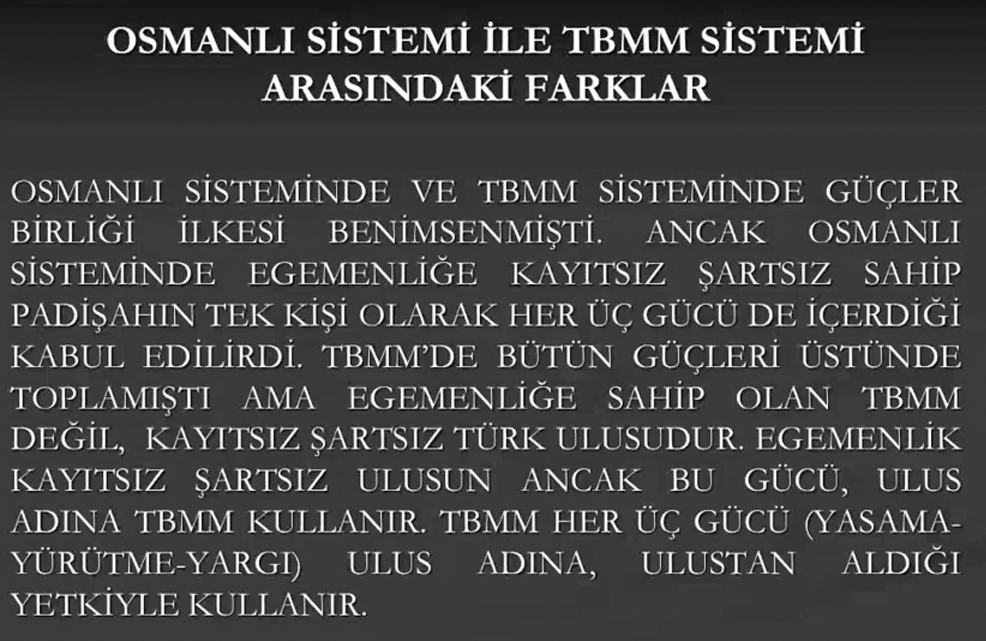 OSMANLI SİSTEMİ İLE TBMM SİSTEMİ
ARASINDAKİ FARKLAR
OSMANLI SİSTEMİNDE VE TBMM SİSTEMİNDE GÜÇLER
BİRLİĞİ İLKESİ BENİMSENMİŞTİ. ANCAK OSMANLI
SİSTEMİNDE EGEMENLİĞE KAYITSIZ ŞARTSIZ SAHİP
PADİŞAHIN TEK KİŞİ OLARAK HER ÜÇ GÜCÜ DE İÇERDİĞİ
KABUL EDİLİRDİ. TBMM'DE BÜTÜN GÜÇLERİ ÜSTÜNDE
TOPLAMIŞTI AMA EGEMENLİĞE SAHİP OLAN TBMM
DEĞİL, KAYITSIZ ŞARTSIZ TÜRK ULUSUDUR. EGEMENLİK
KAYITSIZ ŞARTSIZ ULUSUN ANCAK BU GÜCÜ, ULUS
ADINA TBMM KULLANIR. TBMM HER ÜÇ GÜCÜ (YASAMA-
YÜRÜTME-YARGI) ULUS ADINA, ULUSTAN ALDIĞI
YETKİYLE KULLANIR.